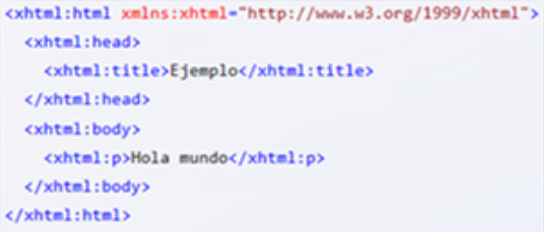 <xhtml:html xmlns:xhtml="http://www.w3.org/1999/xhtml">
<xhtml:head>
<xhtml:title>Ejemplo</xhtml:title>
</xhtml:head>
<xhtml:body>
<xhtml:p>Hola mundo</xhtml:p>
</xhtml:body>
</xhtml:html>